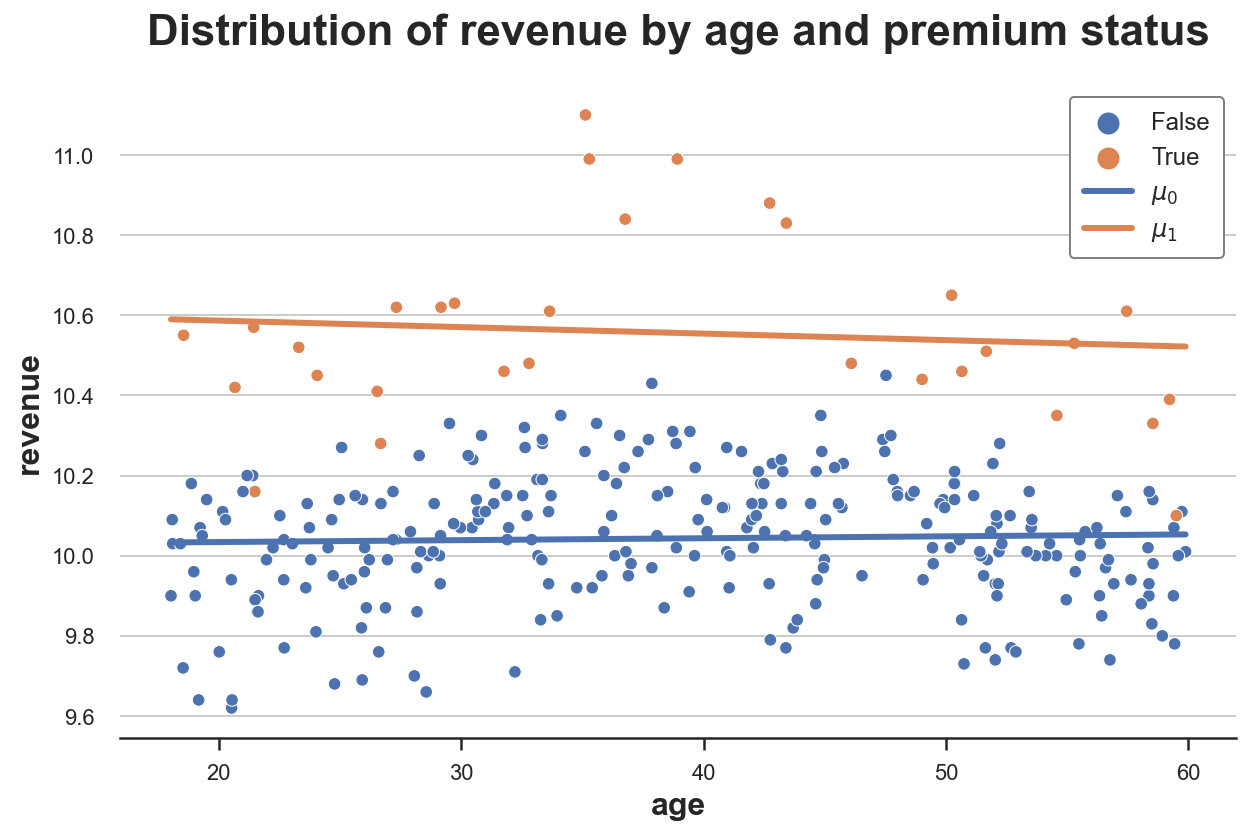 Distribution of revenue by age and premium status
False
True
μ0
μ1
11.0
10.8
10.6
10.4
10.2
10.0
9.8
9.6
revenue
20 30 40 50 60
age